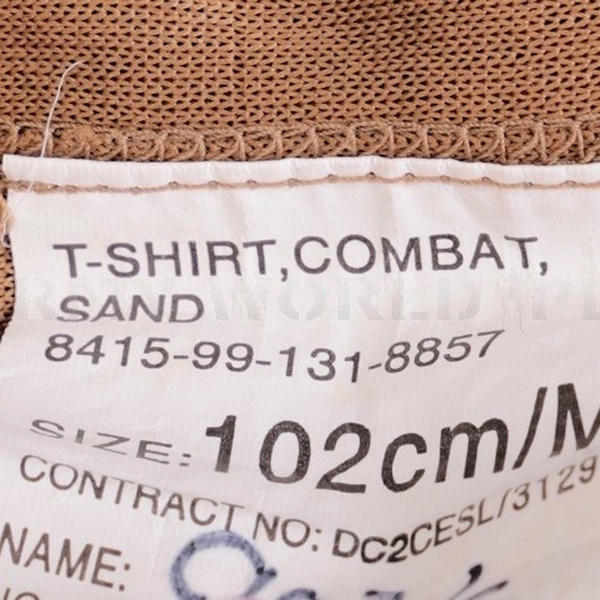 T-SHIRT,COMBAT,
SAND
8415-99-131-8857
SIZE: 102cm/M
CONTRACT NO: DC2CESL/3129
NAME: